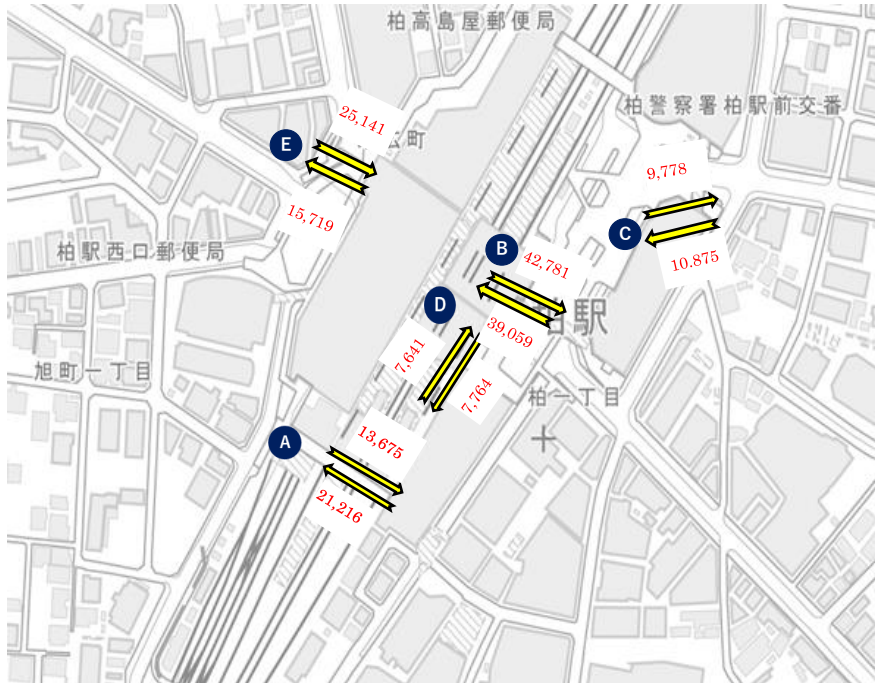 柏高島屋郵便局
柏警察署柏駅前交番
25,141
E
町
15,719
9,778
C
10.875
柏駅西口郵便局
B
42,781
D
柏駅
39,059
7,641
7,764
旭町一丁目
柏一丁目
A
13,675
21,216